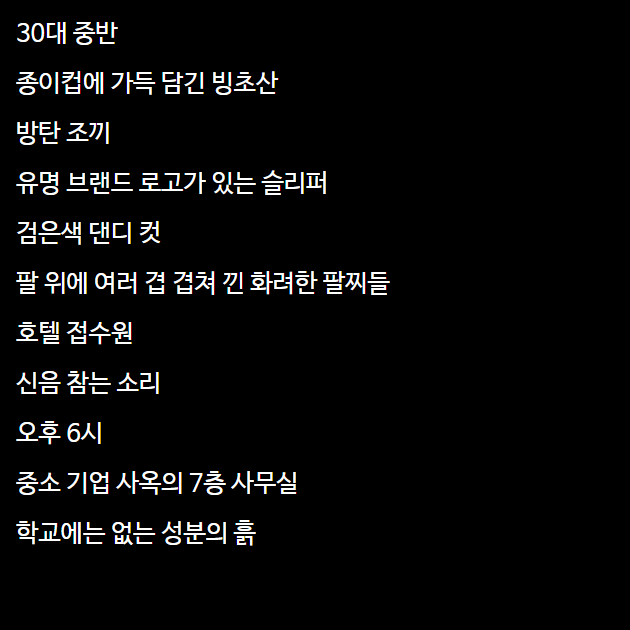 30대 중반
종이컵에 가득 담긴 빙초산
방탄 조끼
유명 브랜드 로고가 있는 슬리퍼
검은색 댄디 컷
팔 위에 여러 겹 겹쳐 낀 화려한 팔찌들
호텔 접수원
신음 참는 소리
오후 6시
중소 기업 사옥의 7층 사무실
학교에는 없는 성분의 흙